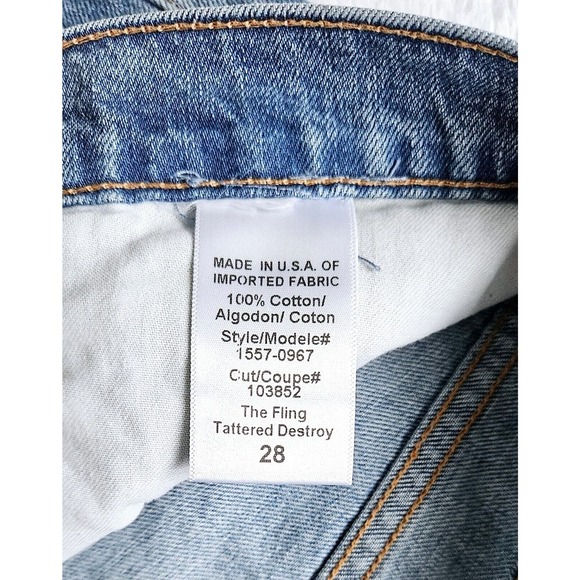 MADE IN U.S.A. OF
IMPORTED FABRIC
100% Cotton/
Algodon/ Coton
Style/Modele#
1557-0967
Cut/Coupe#
103852
The Fling
Tattered Destroy
28